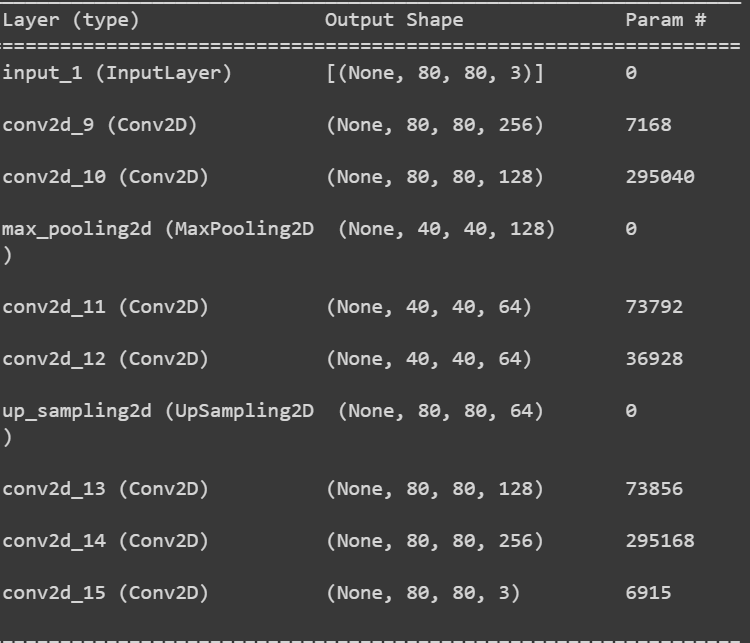 Layer (type) Output Shape Param #
=================================================================
input_1 (InputLayer) [(None, 80, 80, 3)] 0
conv2d_9 (Conv2D) (None, 80, 80, 256) 7168
conv2d_10 (Conv2D) (None, 80, 80, 128) 295040
max_pooling2d (MaxPooling2D (None, 40, 40, 128) 0
)
conv2d_11 (Conv2D) (None, 40, 40, 64) 73792
conv2d_12 (Conv2D) (None, 40, 40, 64) 36928
up_sampling2d (UpSampling2D (None, 80, 80, 64) 0
)
conv2d_13 (Conv2D) (None, 80, 80, 128) 73856
conv2d_14 (Conv2D) (None, 80, 80, 256) 295168
conv2d_15 (Conv2D) (None, 80, 80, 3) 6915